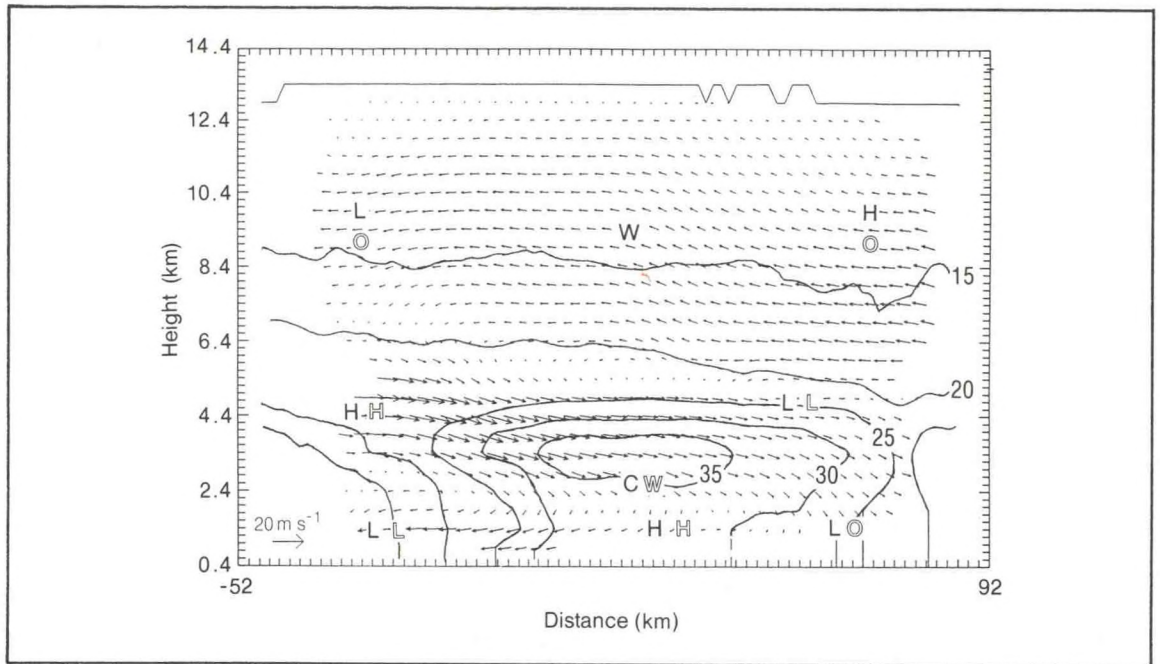 14.4
12.4
10.4
8.4
6.4
4.4
2.4
0.4
Height (km)
-52
92
Distance (km)
20 m s⁻¹
L
O
W
H
O
15
20
H-H
L-L
25
30
35
C W
L-L
H H
L O